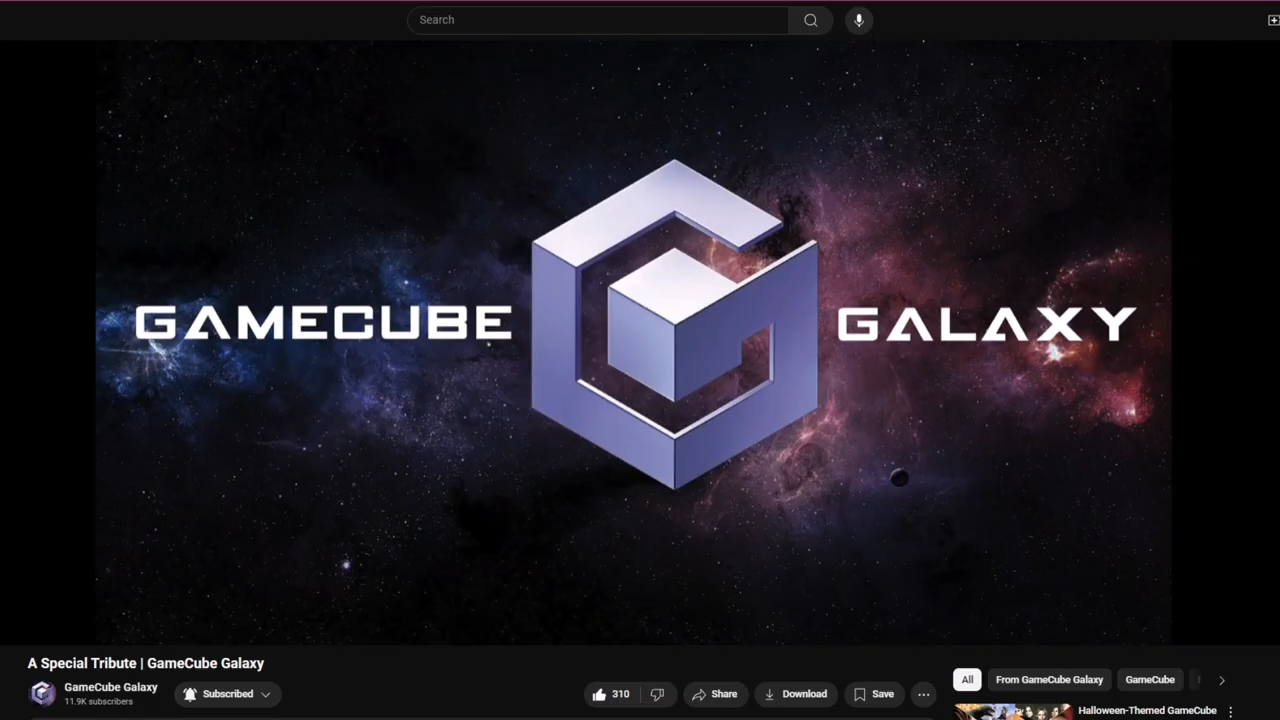 Search
GAMECUBE GALAXY
A Special Tribute | GameCube Galaxy
GameCube Galaxy
11.9K subscribers
Subscribed
310
Share
Download
Save
All
From GameCube Galaxy
GameCube
Halloween-Themed GameCube